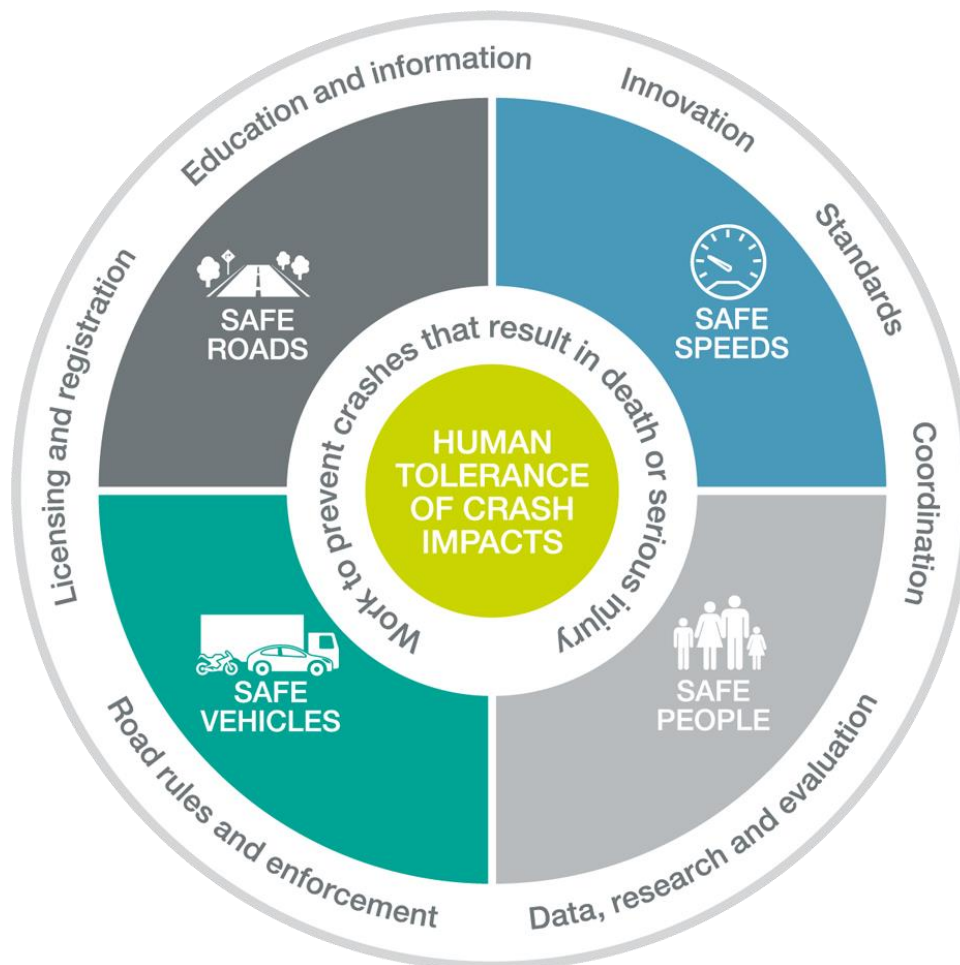 Education and information
Innovation
Standards
Coordination
Data, research and evaluation
Road rules and enforcement
Licensing and registration
SAFE
ROADS
SAFE
SPEEDS
SAFE
VEHICLES
SAFE
PEOPLE
Work to prevent crashes that result in death or serious injury
HUMAN
TOLERANCE
OF CRASH
IMPACTS